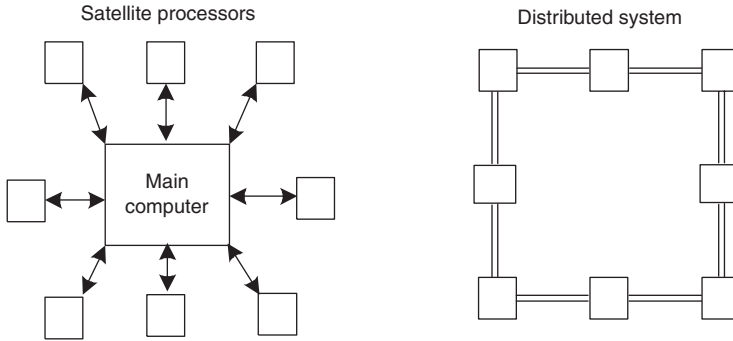 Satellite processors
Distributed system
Main
computer